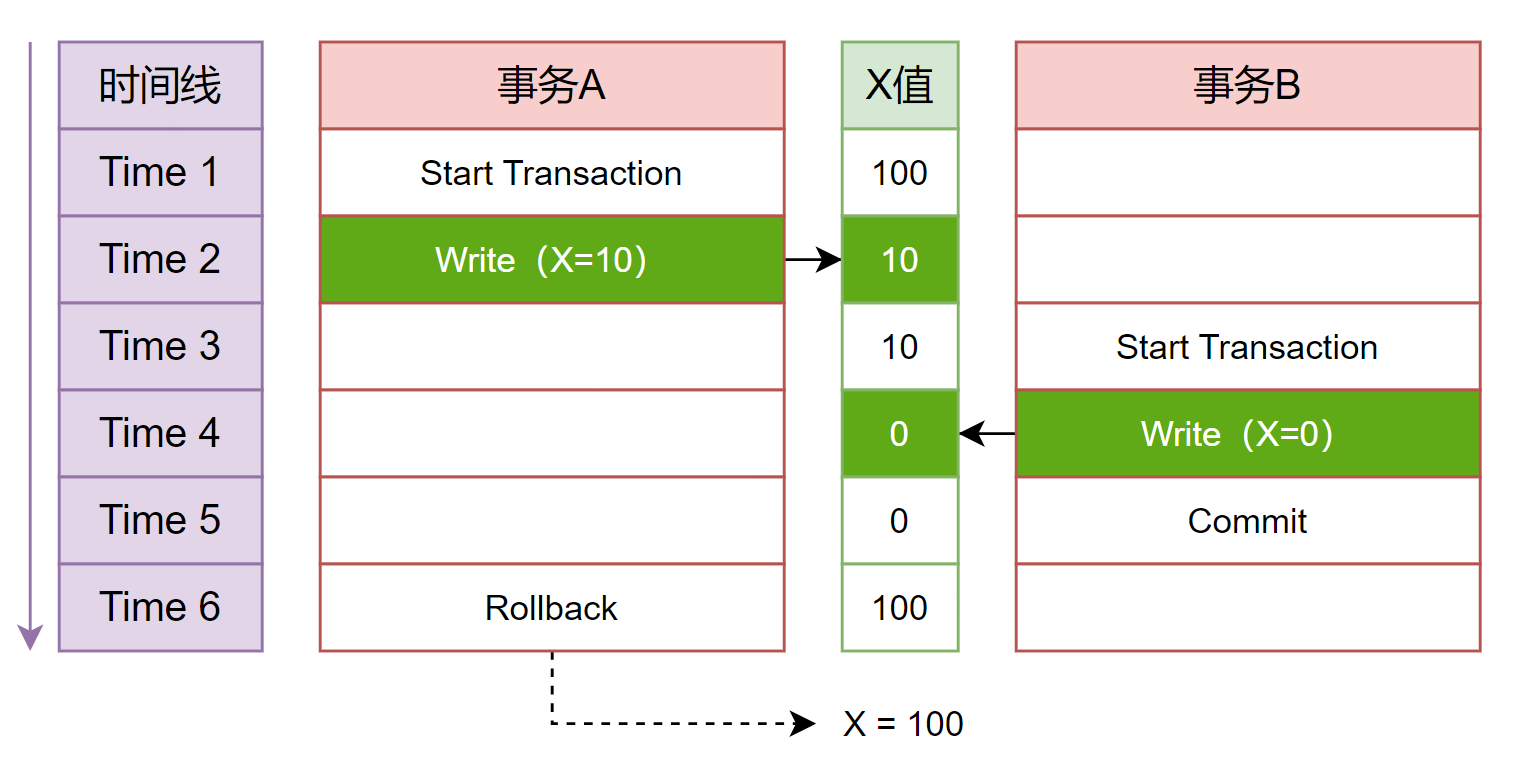 时间线 事务A X值 事务B
Time 1 Start Transaction 100
Time 2 Write（X=10） 10
Time 3 10 Start Transaction
Time 4 0 Write（X=0）
Time 5 0 Commit
Time 6 Rollback 100
X = 100